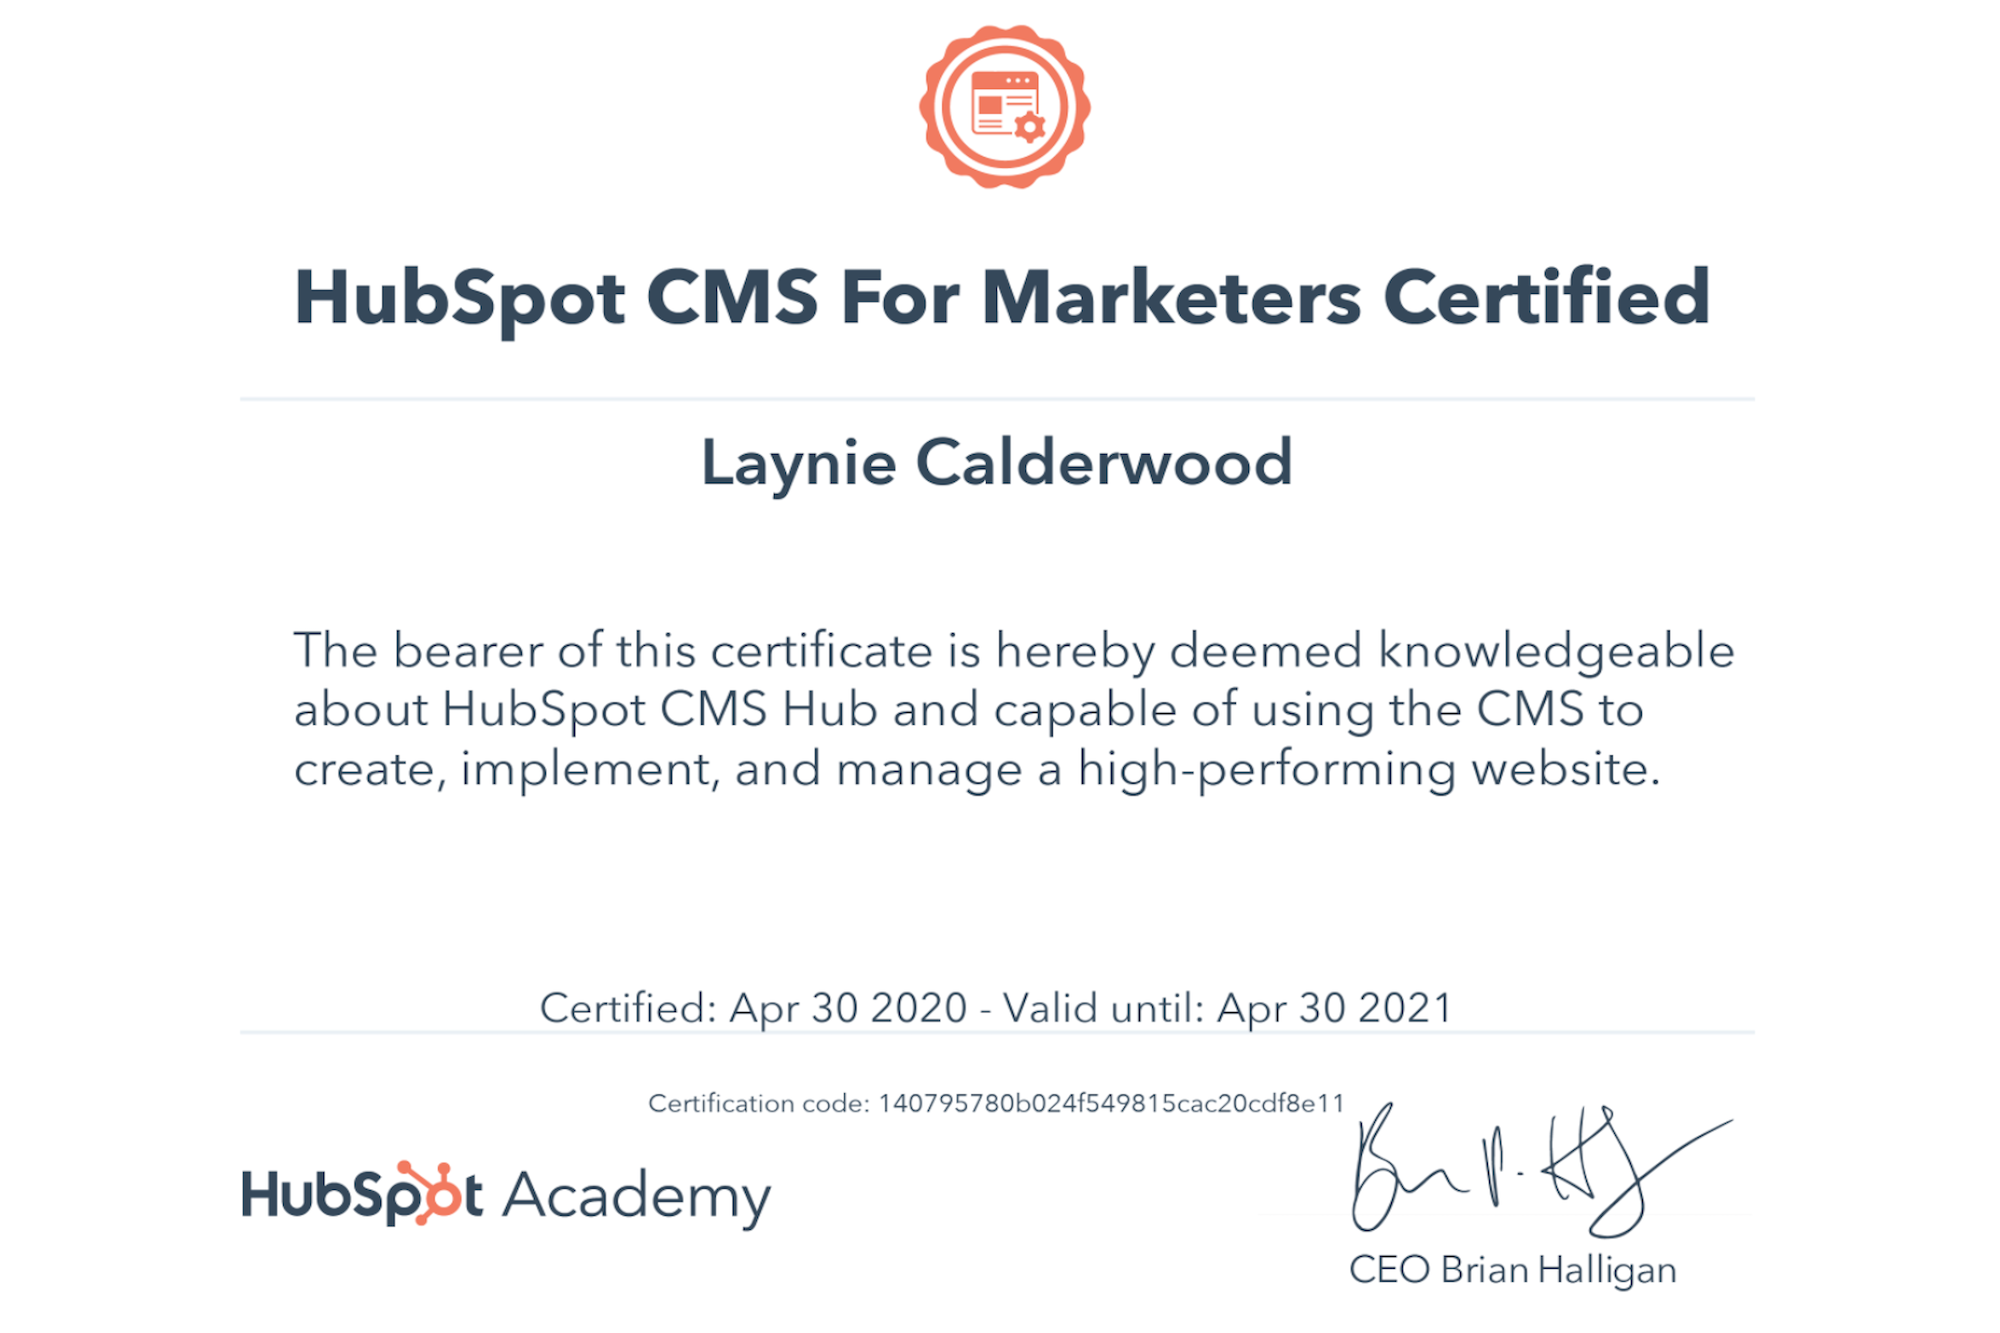 HubSpot CMS For Marketers Certified
Laynie Calderwood
The bearer of this certificate is hereby deemed knowledgeable
about HubSpot CMS Hub and capable of using the CMS to
create, implement, and manage a high-performing website.
Certified: Apr 30 2020 - Valid until: Apr 30 2021
Certification code: 140795780b024f549815cac20cdf8e11
HubSpot Academy
CEO Brian Halligan